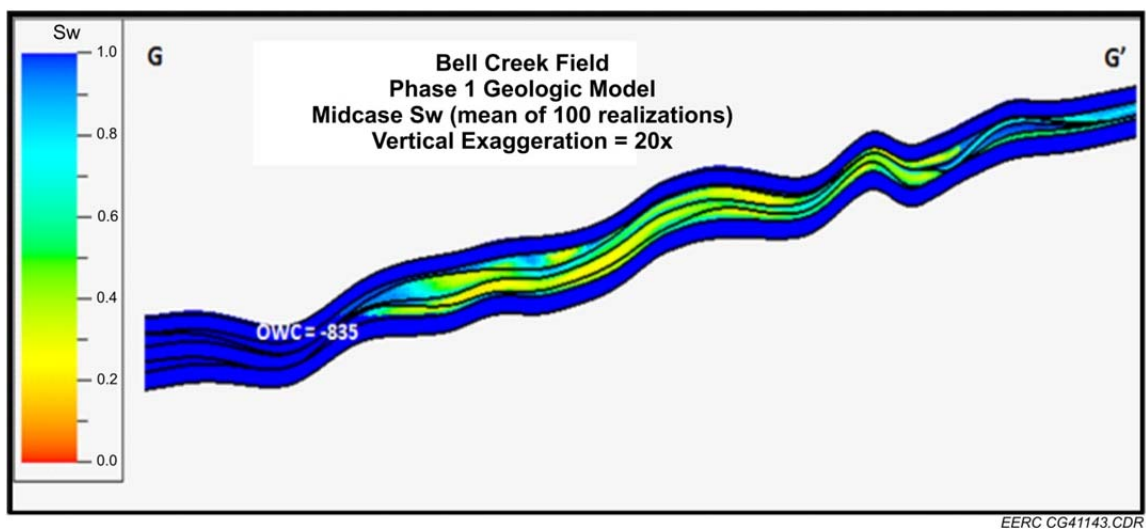 Sw
1.0
0.8
0.6
0.4
0.2
0.0
G
Bell Creek Field
Phase 1 Geologic Model
Midcase Sw (mean of 100 realizations)
Vertical Exaggeration = 20x
G’
OWC = -835
EERC CG41143.CDR